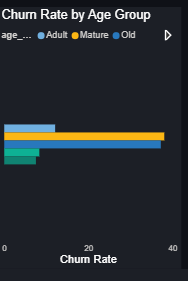 Churn Rate by Age Group
age_... Adult Mature Old
0 20 40
Churn Rate